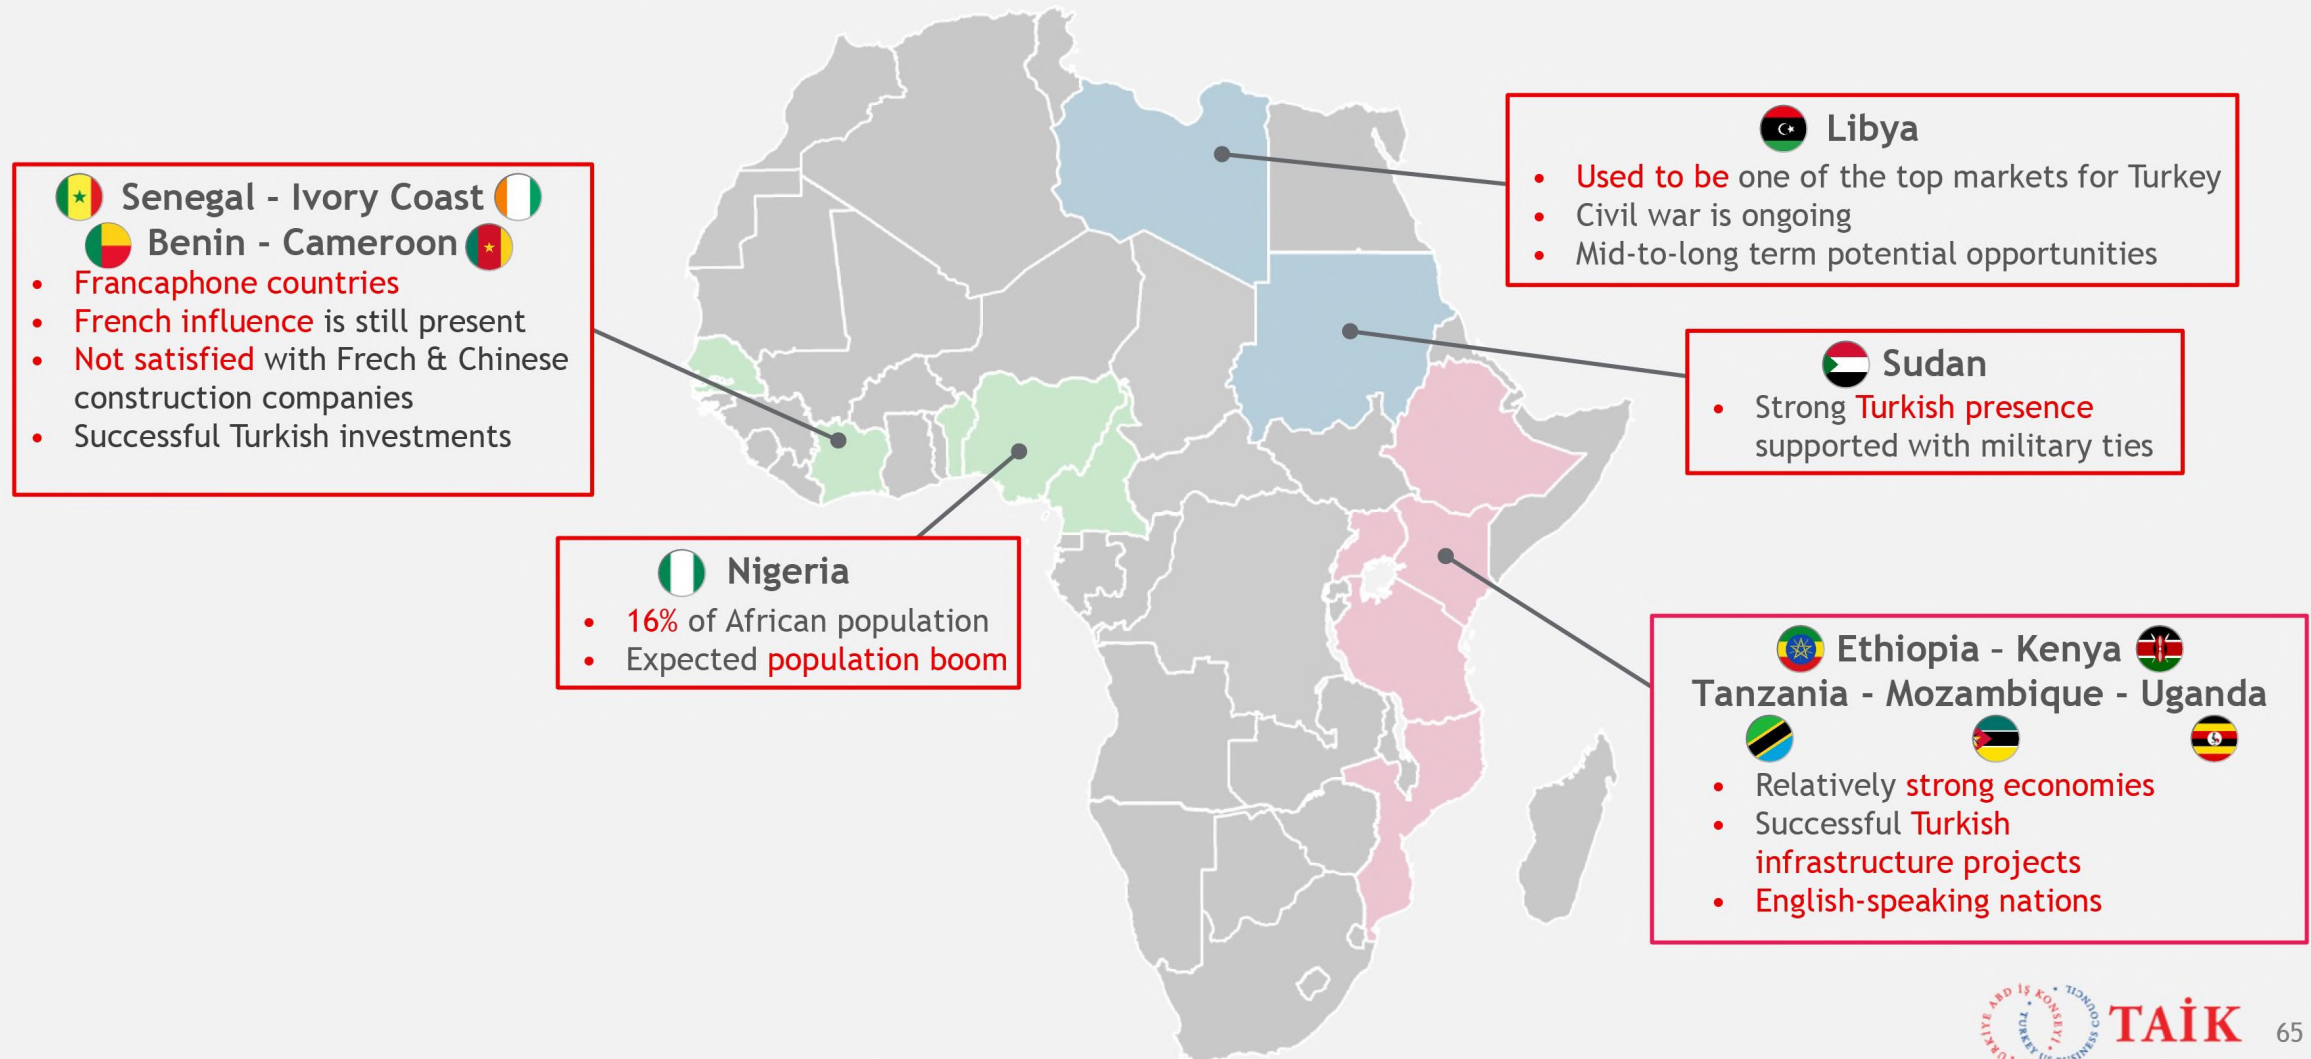 Senegal - Ivory Coast
Benin - Cameroon
• Francaphone countries
• French influence is still present
• Not satisfied with Frech & Chinese
construction companies
• Successful Turkish investments
Nigeria
• 16% of African population
• Expected population boom
Libya
• Used to be one of the top markets for Turkey
• Civil war is ongoing
• Mid-to-long term potential opportunities
Sudan
• Strong Turkish presence
supported with military ties
Ethiopia - Kenya
Tanzania - Mozambique - Uganda
• Relatively strong economies
• Successful Turkish
infrastructure projects
• English-speaking nations
ABD İŞ KONSEYİ
COUNCIL
TAİK
65